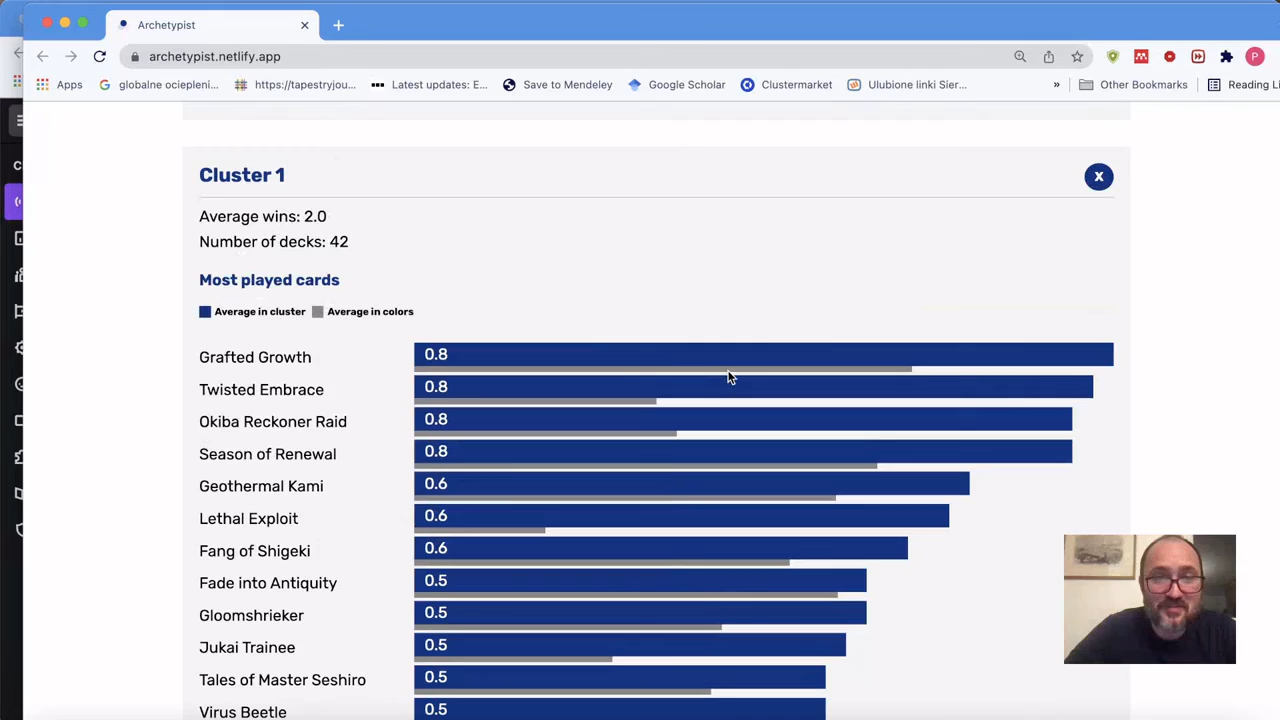 Archetypist
archetypist.netlify.app
P
Apps
globalne ociepleni...
https://tapestryjou...
Latest updates: E...
Save to Mendeley
Google Scholar
Clustermarket
Ulubione linki Sier...
»
Other Bookmarks
Reading Li
Cluster 1
X
Average wins: 2.0
Number of decks: 42
Most played cards
Average in cluster
Average in colors
Grafted Growth 0.8
Twisted Embrace 0.8
Okiba Reckoner Raid 0.8
Season of Renewal 0.8
Geothermal Kami 0.6
Lethal Exploit 0.6
Fang of Shigeki 0.6
Fade into Antiquity 0.5
Gloomshrieker 0.5
Jukai Trainee 0.5
Tales of Master Seshiro 0.5
Virus Beetle 0.5